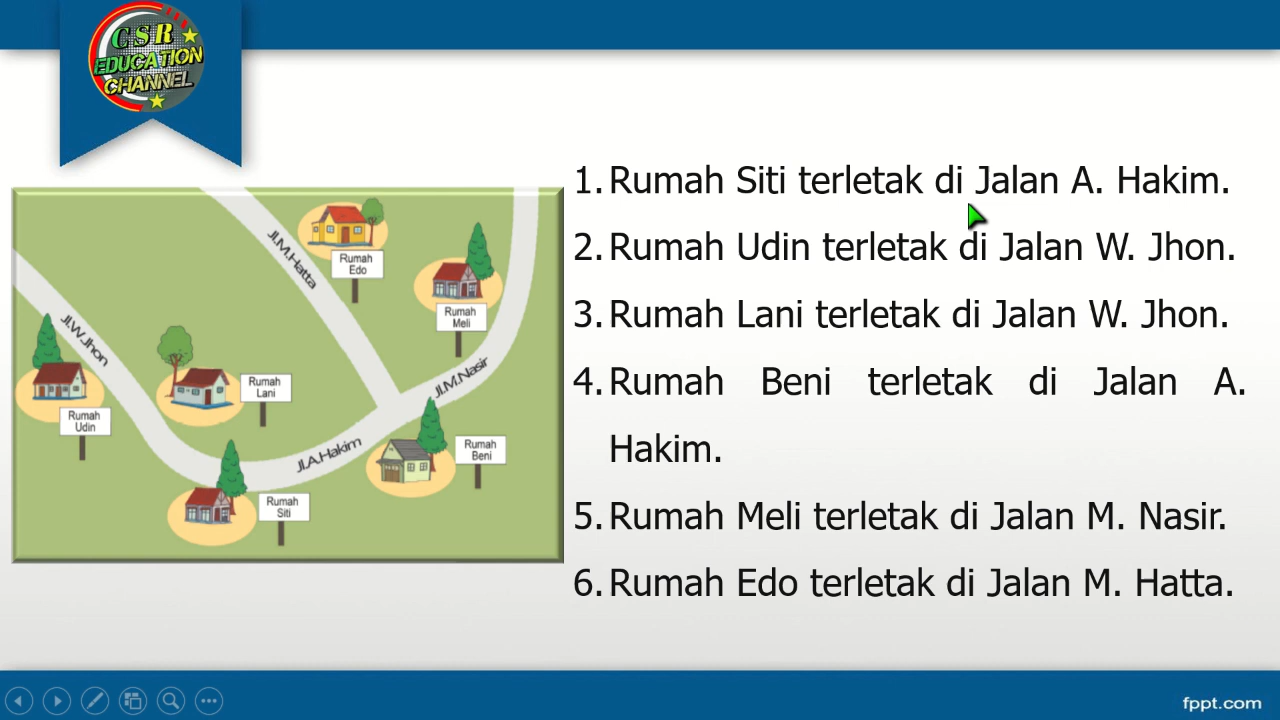 CSR
EDUCATION
CHANNEL
1. Rumah Siti terletak di Jalan A. Hakim.
2. Rumah Udin terletak di Jalan W. Jhon.
3. Rumah Lani terletak di Jalan W. Jhon.
4. Rumah Beni terletak di Jalan A.
Hakim.
5. Rumah Meli terletak di Jalan M. Nasir.
6. Rumah Edo terletak di Jalan M. Hatta.
Jl.M.Hatta
Rumah
Edo
Rumah
Meli
Jl.W.Jhon
Jl.M.Nasir
Rumah
Lani
Rumah
Udin
Jl.A.Hakim
Rumah
Beni
Rumah
Siti
fppt.com